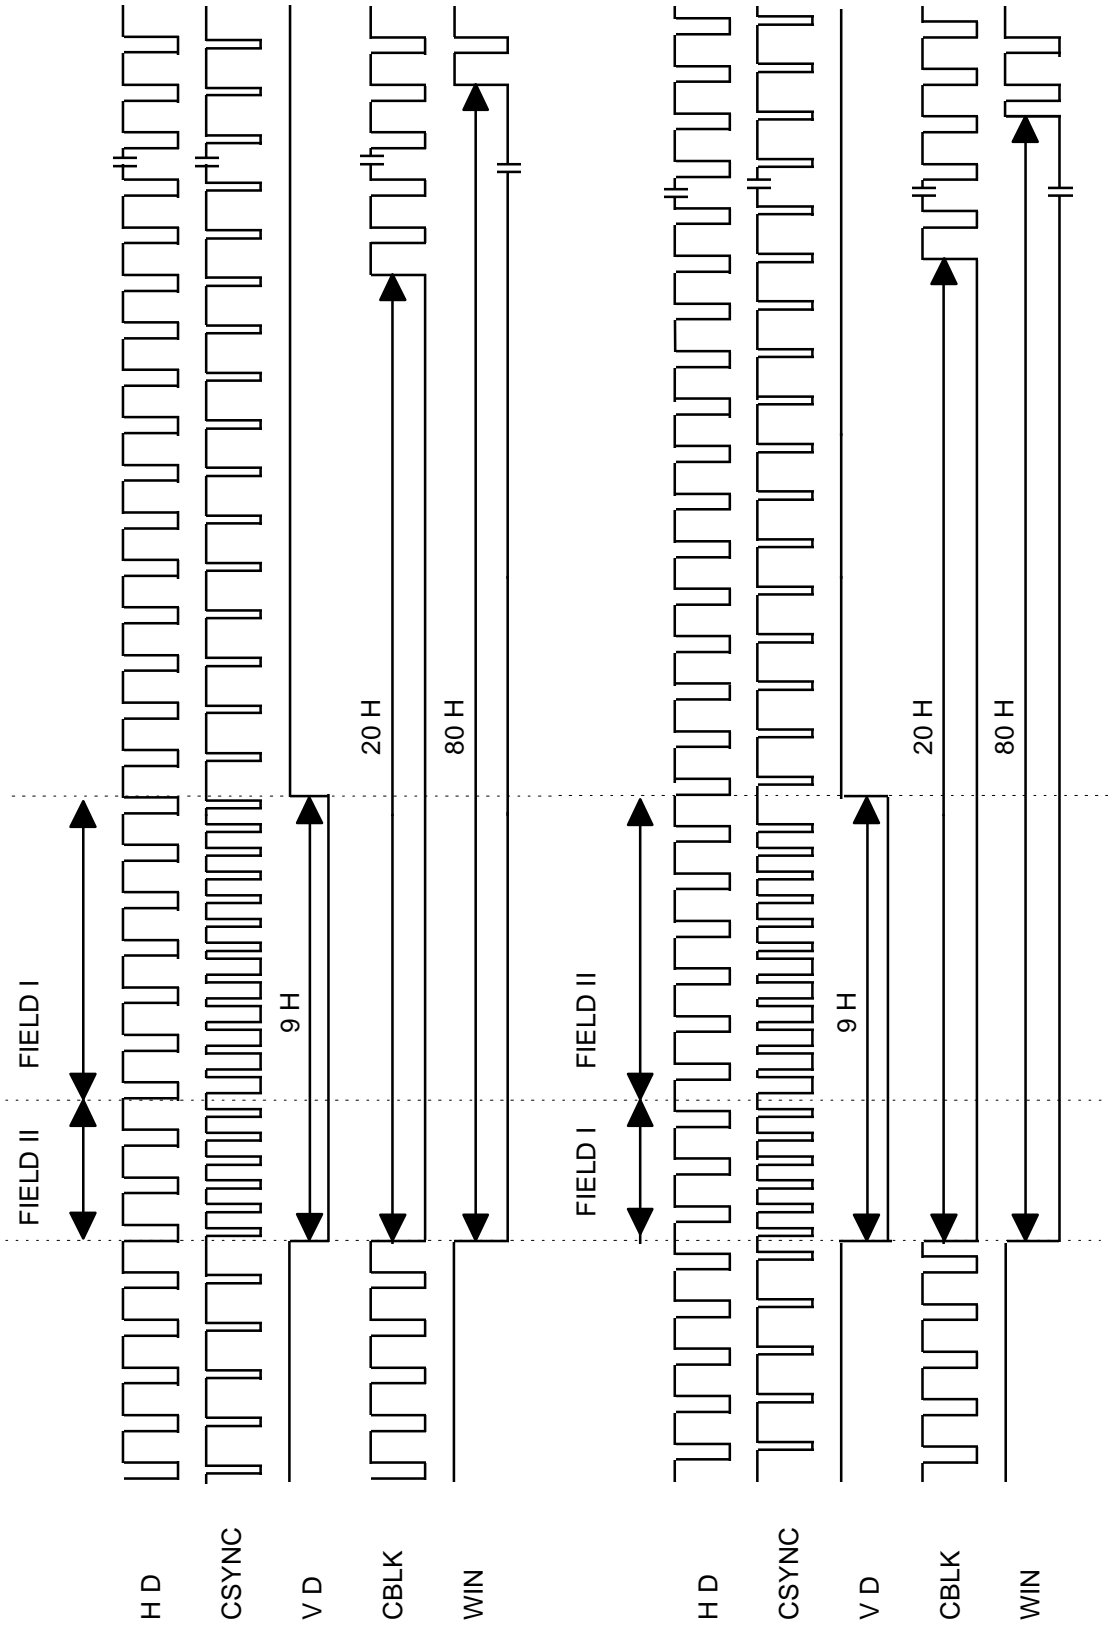 FIELD II
FIELD I
H D
CSYNC
V D
9 H
CBLK
20 H
WIN
80 H
FIELD I
FIELD II
H D
CSYNC
V D
9 H
CBLK
20 H
WIN
80 H